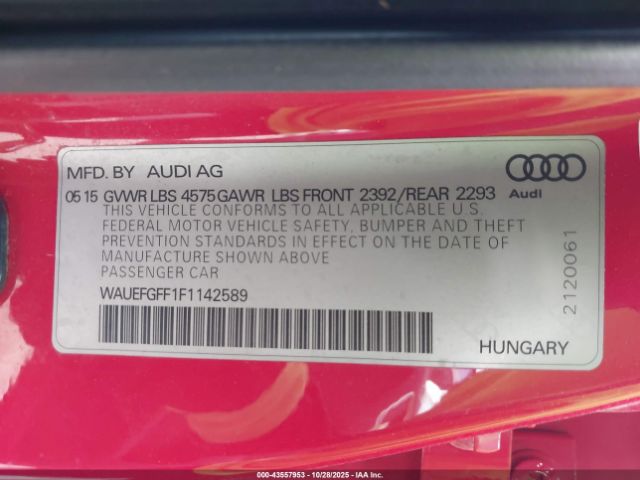 MFD. BY AUDI AG
05 15 GVWR LBS 4575 GAWR LBS FRONT 2392/REAR 2293
Audi
THIS VEHICLE CONFORMS TO ALL APPLICABLE U.S.
FEDERAL MOTOR VEHICLE SAFETY, BUMPER AND THEFT
PREVENTION STANDARDS IN EFFECT ON THE DATE OF
MANUFACTURE SHOWN ABOVE
PASSENGER CAR
WAUEFGFF1F1142589
2120061
HUNGARY
000-43557953 | 10/28/2025 - IAAI.COM